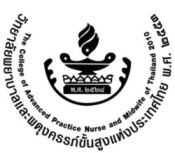 วิทยาลัยพยาบาลและผดุงครรภ์ขั้นสูงแห่งประเทศไทย พ.ศ. ๒๕๕๓
The College of Advanced Practice Nurse and Midwife of Thailand 2010